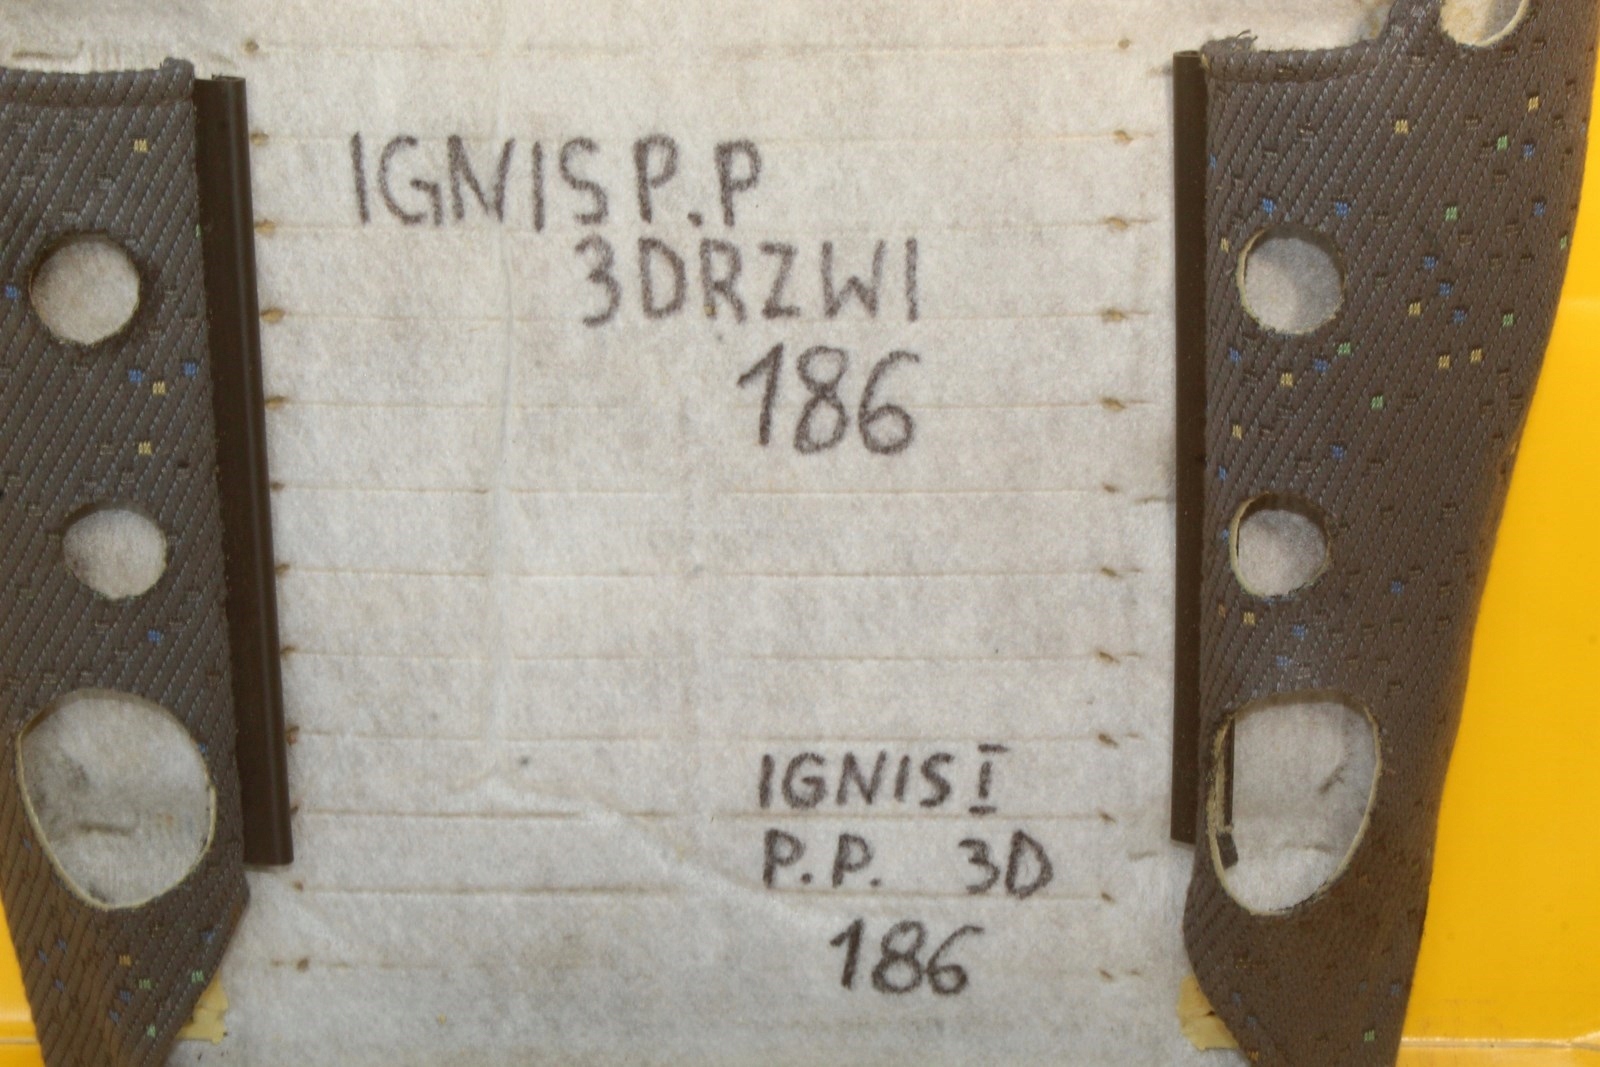 IGNIS P.P
3DRZWI
186
IGNIS I
P.P. 3D
186